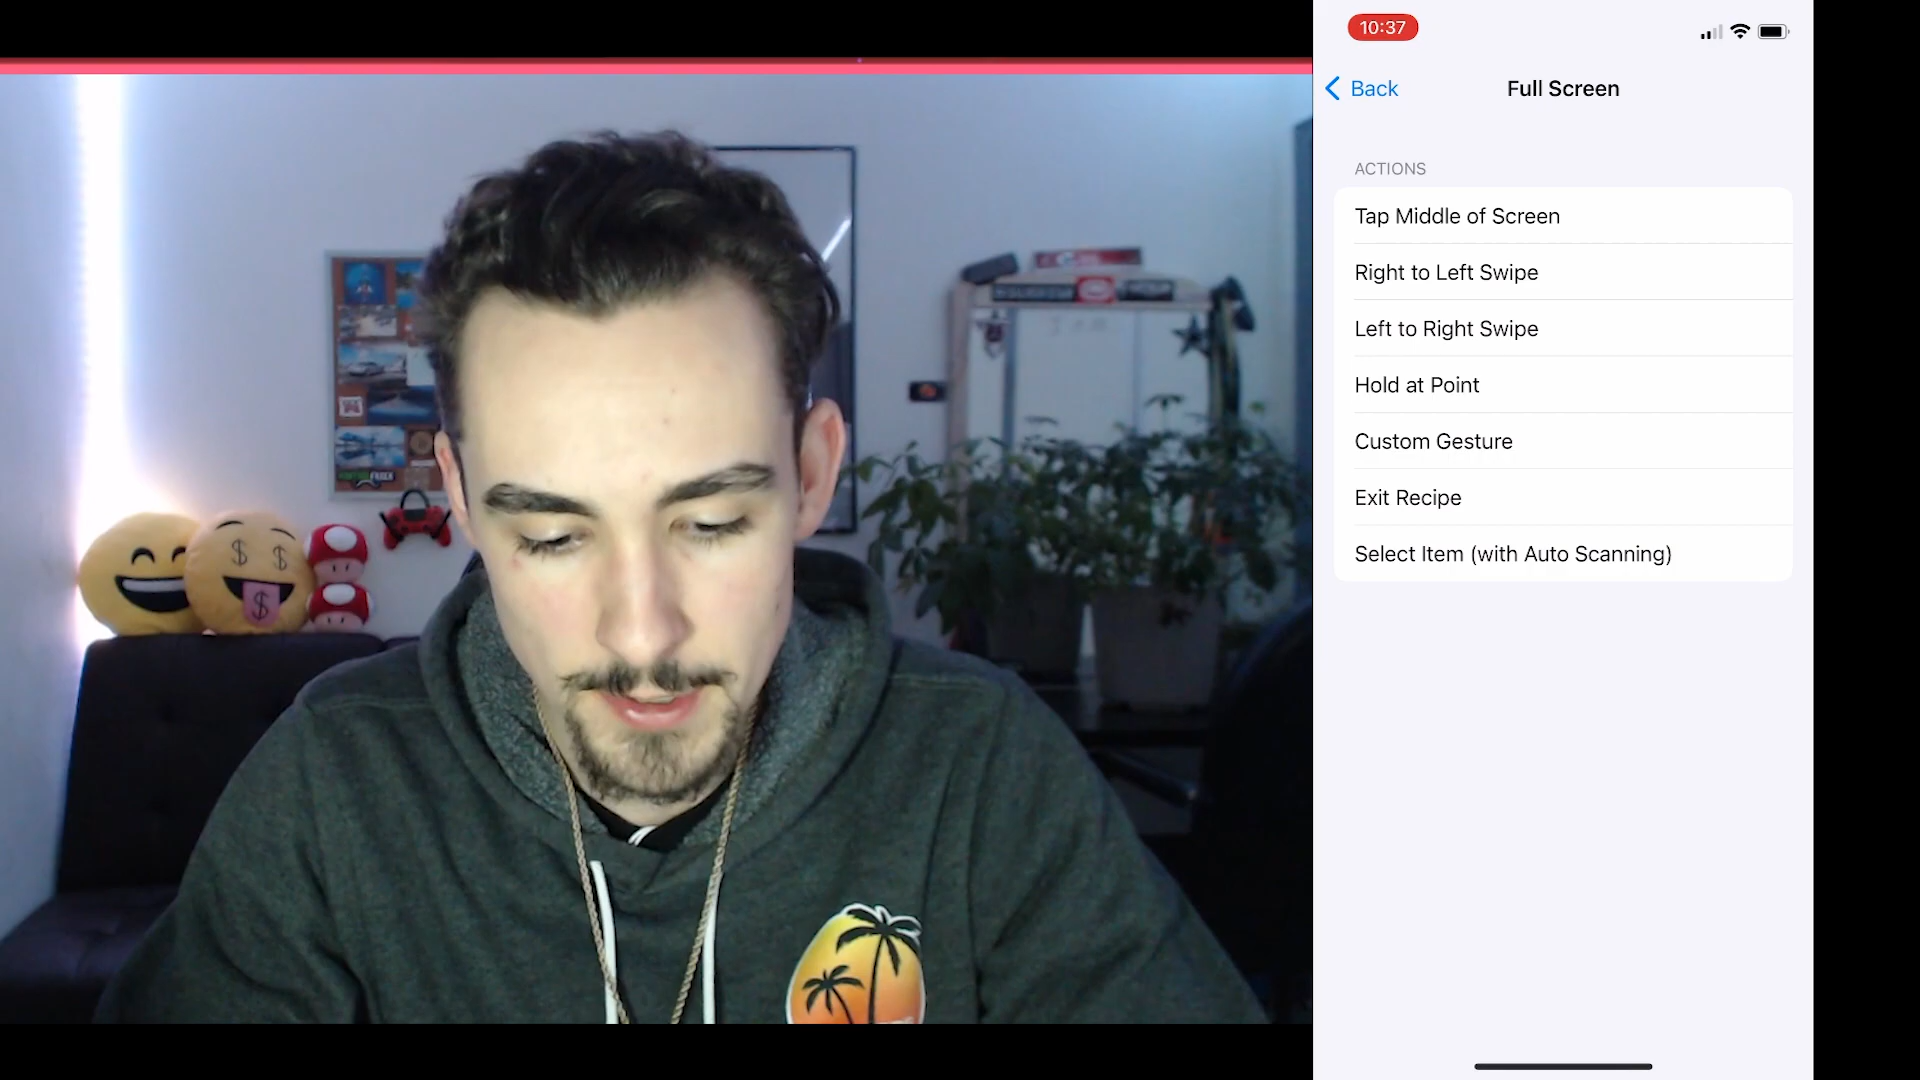 10:37
Back
Full Screen
ACTIONS
Tap Middle of Screen
Right to Left Swipe
Left to Right Swipe
Hold at Point
Custom Gesture
Exit Recipe
Select Item (with Auto Scanning)